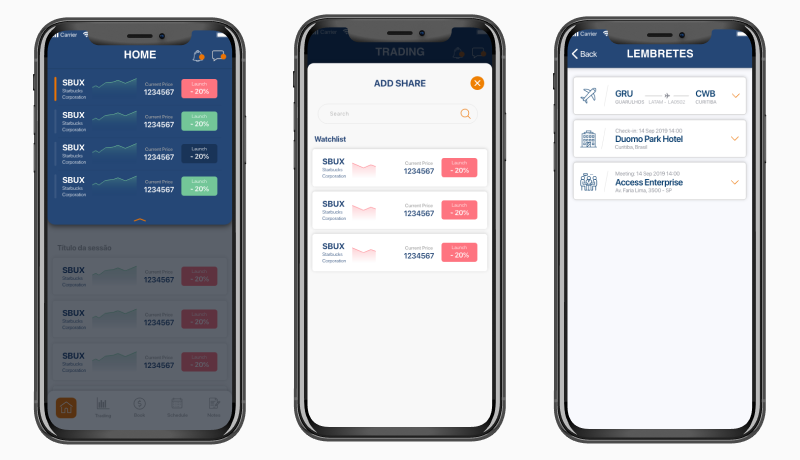 Carrier
HOME
SBUX
Starbucks
Corporation
Current Price
1234567
Launch
- 20%
SBUX
Starbucks
Corporation
Current Price
1234567
Launch
- 20%
SBUX
Starbucks
Corporation
Current Price
1234567
Launch
- 20%
SBUX
Starbucks
Corporation
Current Price
1234567
Launch
- 20%
Título da sessão
SBUX
Starbucks
Corporation
Current Price
1234567
Launch
- 20%
SBUX
Starbucks
Corporation
Current Price
1234567
Launch
- 20%
SBUX
Starbucks
Corporation
Current Price
1234567
Launch
- 20%
Trading
Schedule
Carrier
TRADING
ADD SHARE
Search
Watchlist
SBUX
Starbucks
Corporation
Current Price
1234567
Launch
- 20%
SBUX
Starbucks
Corporation
Current Price
1234567
Launch
- 20%
SBUX
Starbucks
Corporation
Current Price
1234567
Launch
- 20%
Carrier
Back
LEMBRETES
GRU
GUARULHOS
LATAM - LA3055
CWB
CURITIBA
Check-in: 14 Sep 2019 14:00
Duomo Park Hotel
Curitiba, Brasil
Meeting: 14 Sep 2019 14:00
Access Enterprise
Av. Faria Lima, 3500 - SP